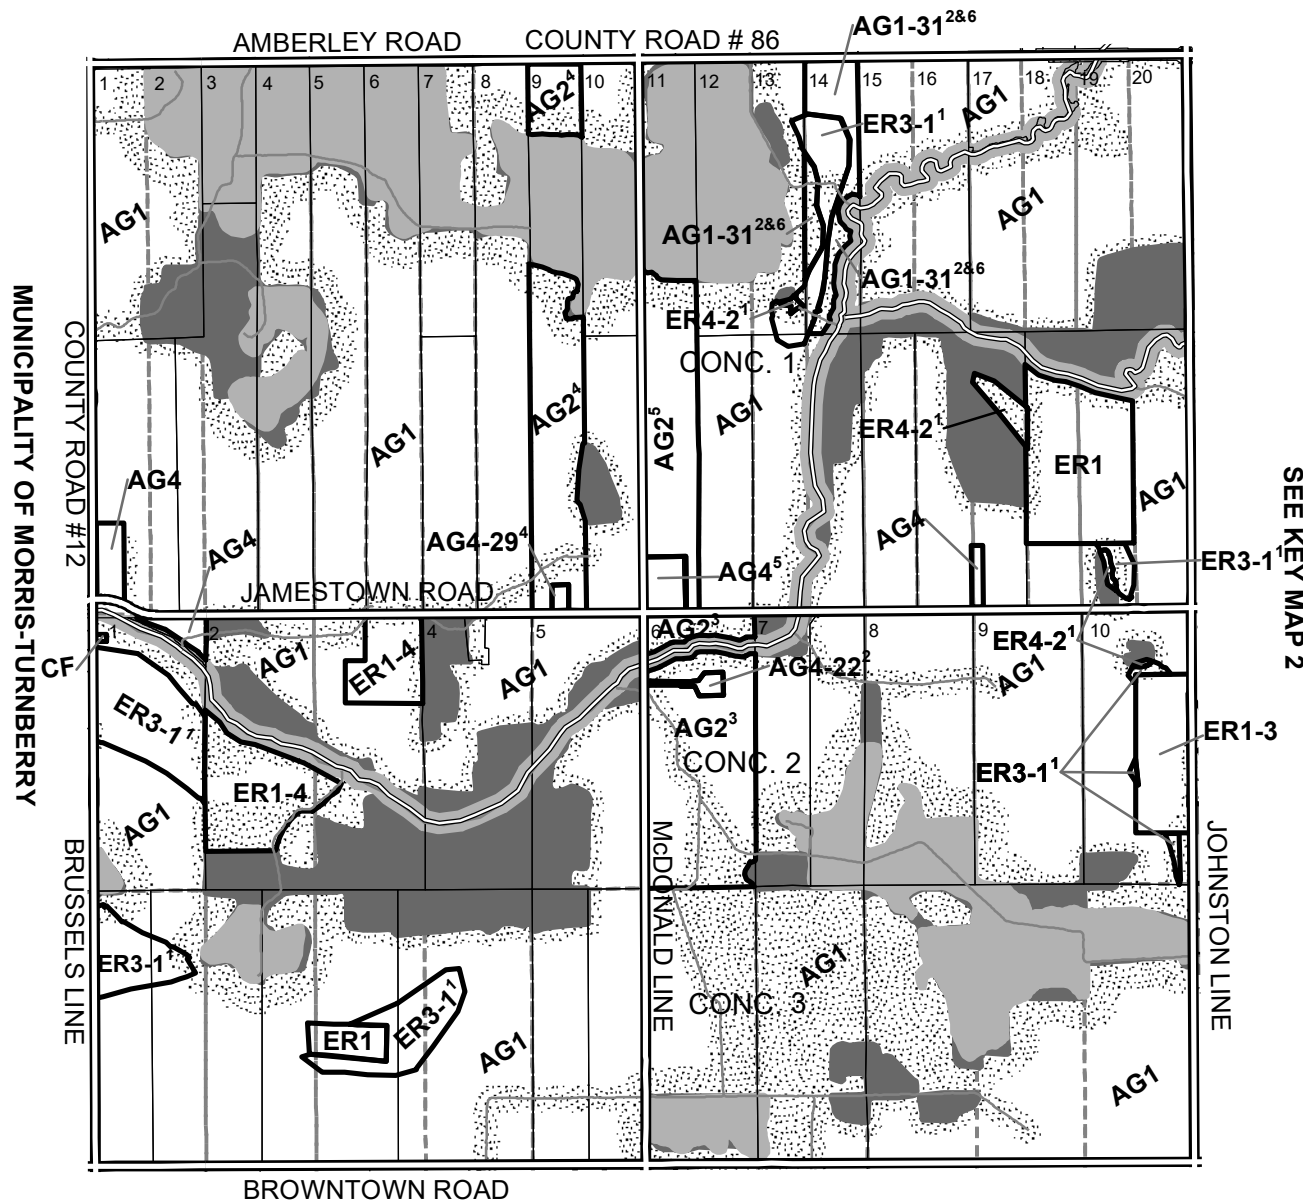 AG1-31 2&6
AMBERLEY ROAD COUNTY ROAD # 86
1 2 3 4 5 6 7 8 9 10 11 12 13 14 15 16 17 18 19 20
AG2 4
AG1
ER3-1 1
AG1
AG1
AG1-31 2&6
AG1-31 2&6
ER4-2 1
CONC. 1
MUNICIPALITY OF MORRIS-TURNBERRY
COUNTY ROAD #12
AG2 4
AG1
AG2 5
AG1
ER4-2 1
ER1
AG1
SEE KEY MAP 2
AG4
AG4
AG4-29 4
AG4 5
AG4
ER3-1 1
JAMESTOWN ROAD
1 2 4 5 6 7 8 9 10
CF
AG1
ER1-4
AG1
AG2 3
AG4-22 2
ER4-2 1
AG1
ER3-1 1
AG2 3
ER1-3
CONC. 2
ER3-1 1
ER1-4
AG1
BRUSSELS LINE
McDONALD LINE
JOHNSTON LINE
ER3-1 1
AG1
CONC. 3
ER1
ER3-1 1
AG1
AG1
BROWNTOWN ROAD